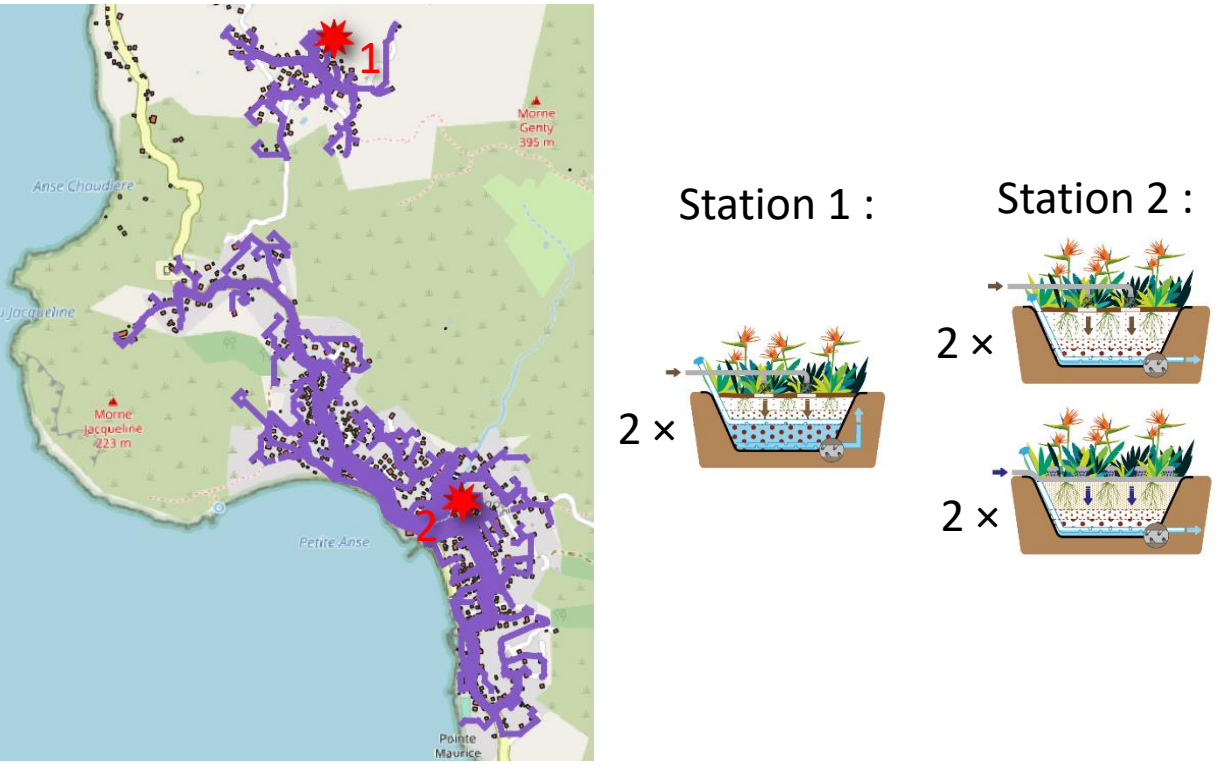 1
Morne
Genty
395 m
Anse Chaudière
Jacqueline
Morne
Jacqueline
223 m
2
Petite Anse
Pointe
Maurice
Station 1 :
2 ×
Station 2 :
2 ×
2 ×